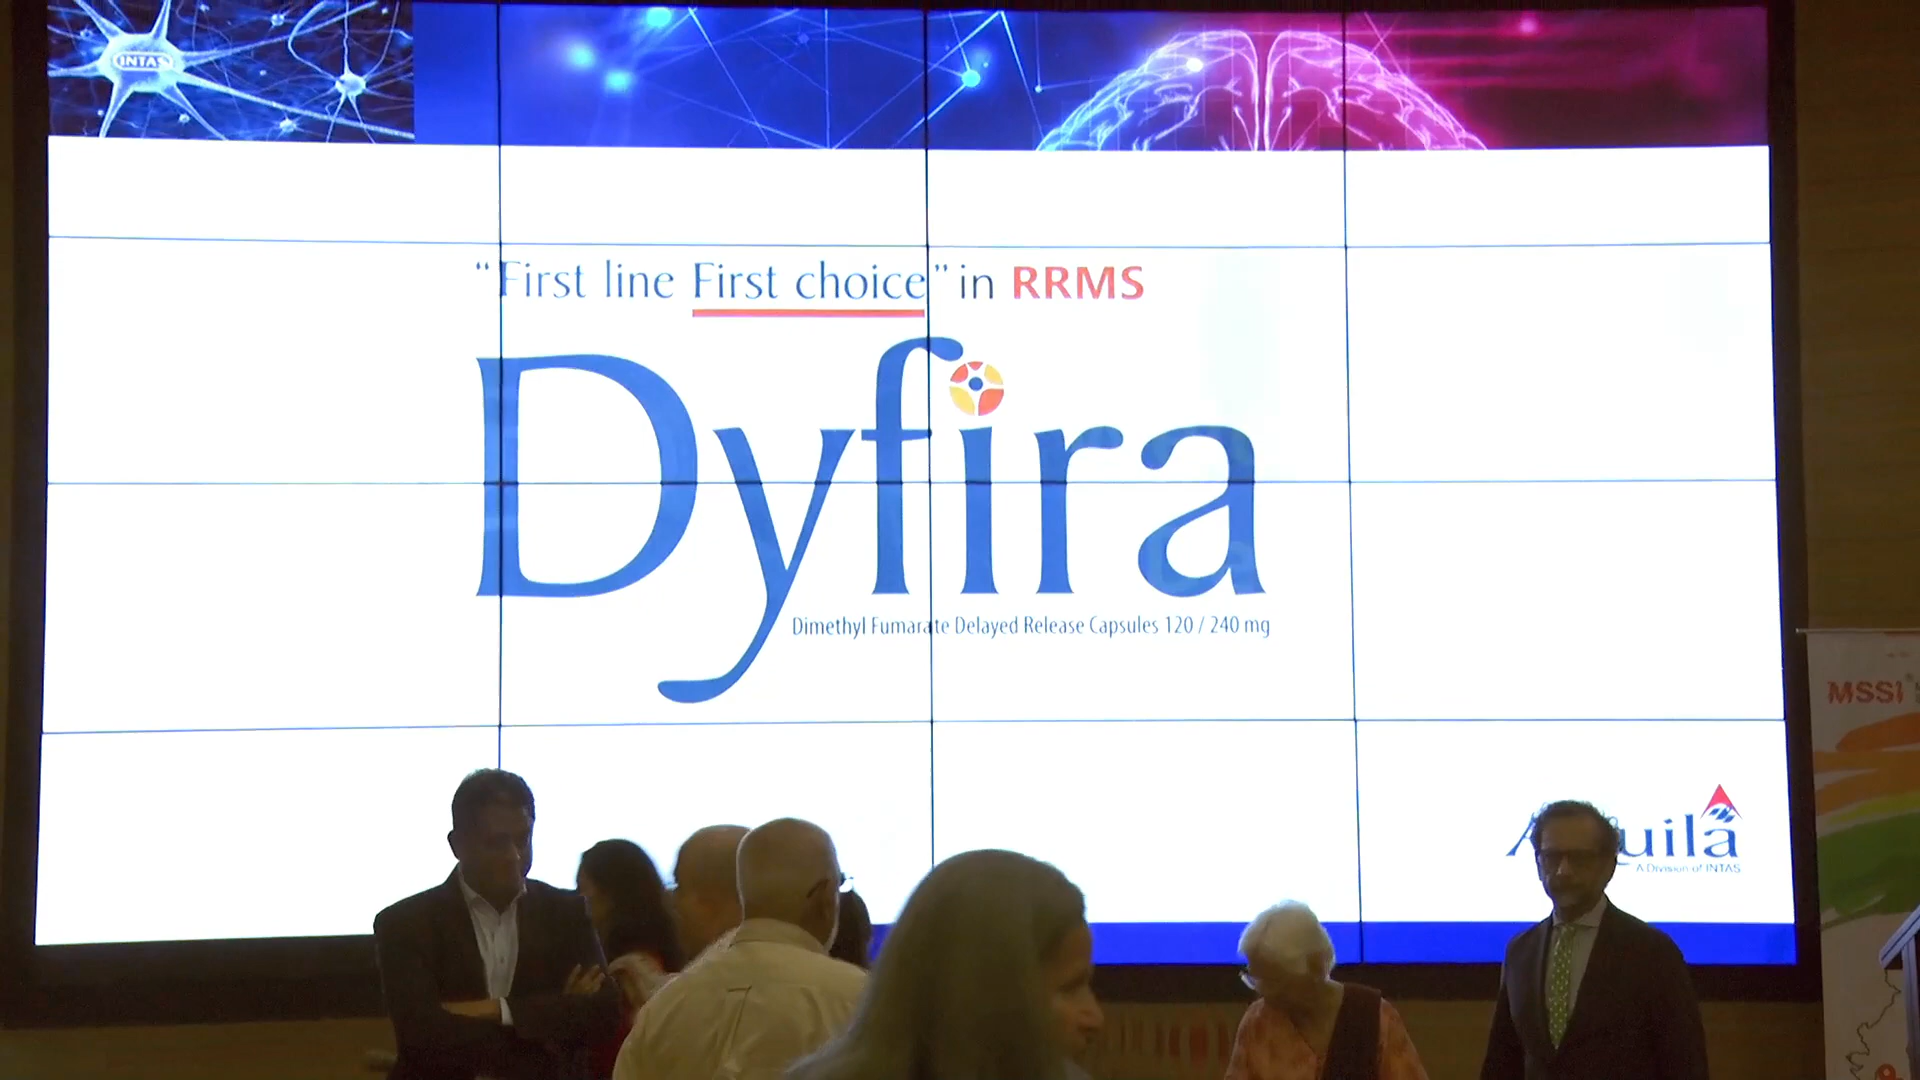 INTAS
“First line First choice” in RRMS
Dyfira
Dimethyl Fumarate Delayed Release Capsules 120 / 240 mg
MSSI
A Division of INTAS